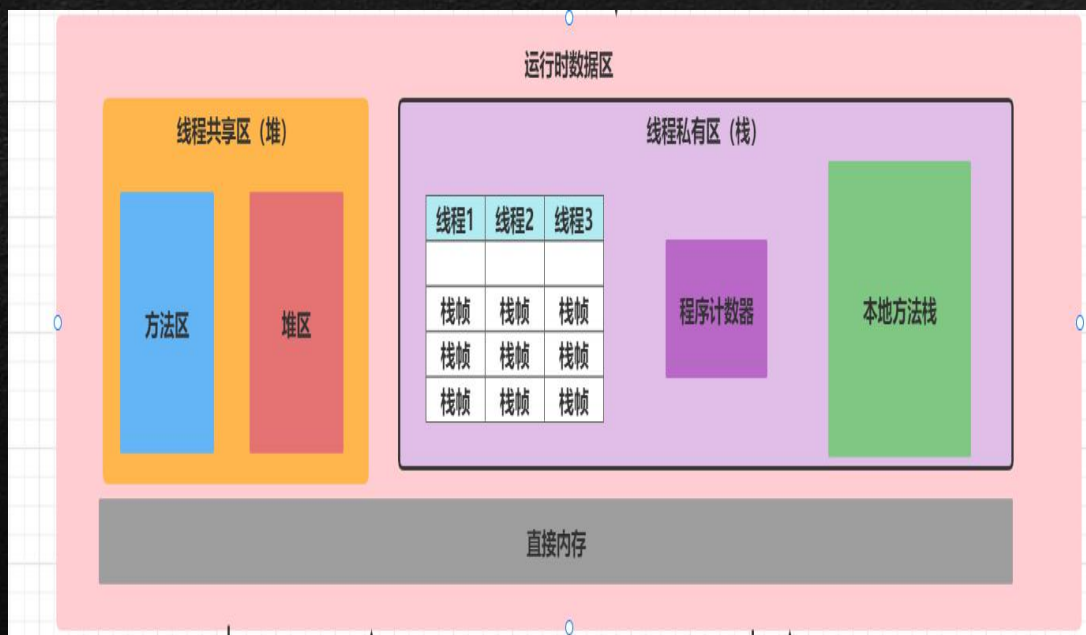 运行时数据区
线程共享区（堆）
方法区
堆区
线程私有区（栈）
线程1 线程2 线程3
栈帧 栈帧 栈帧
栈帧 栈帧 栈帧
栈帧 栈帧 栈帧
程序计数器
本地方法栈
直接内存